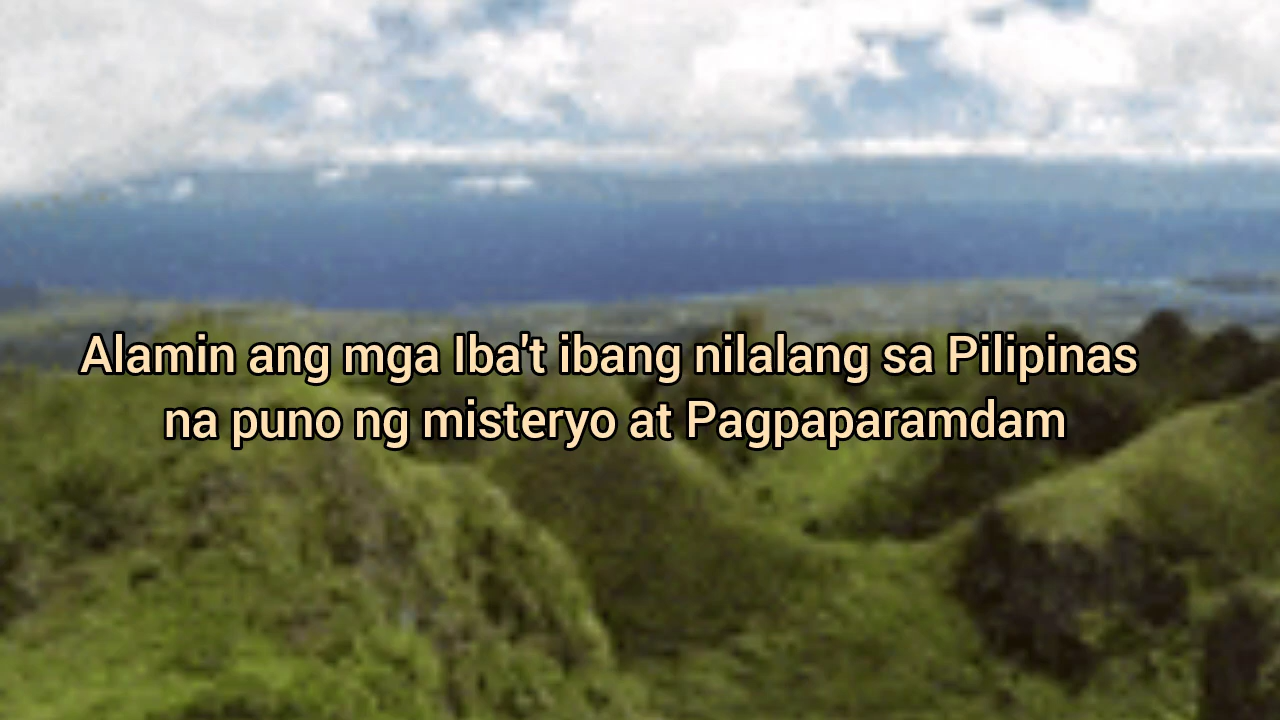 Alamin ang mga Iba't ibang nilalang sa Pilipinas
na puno ng misteryo at Pagpaparamdam